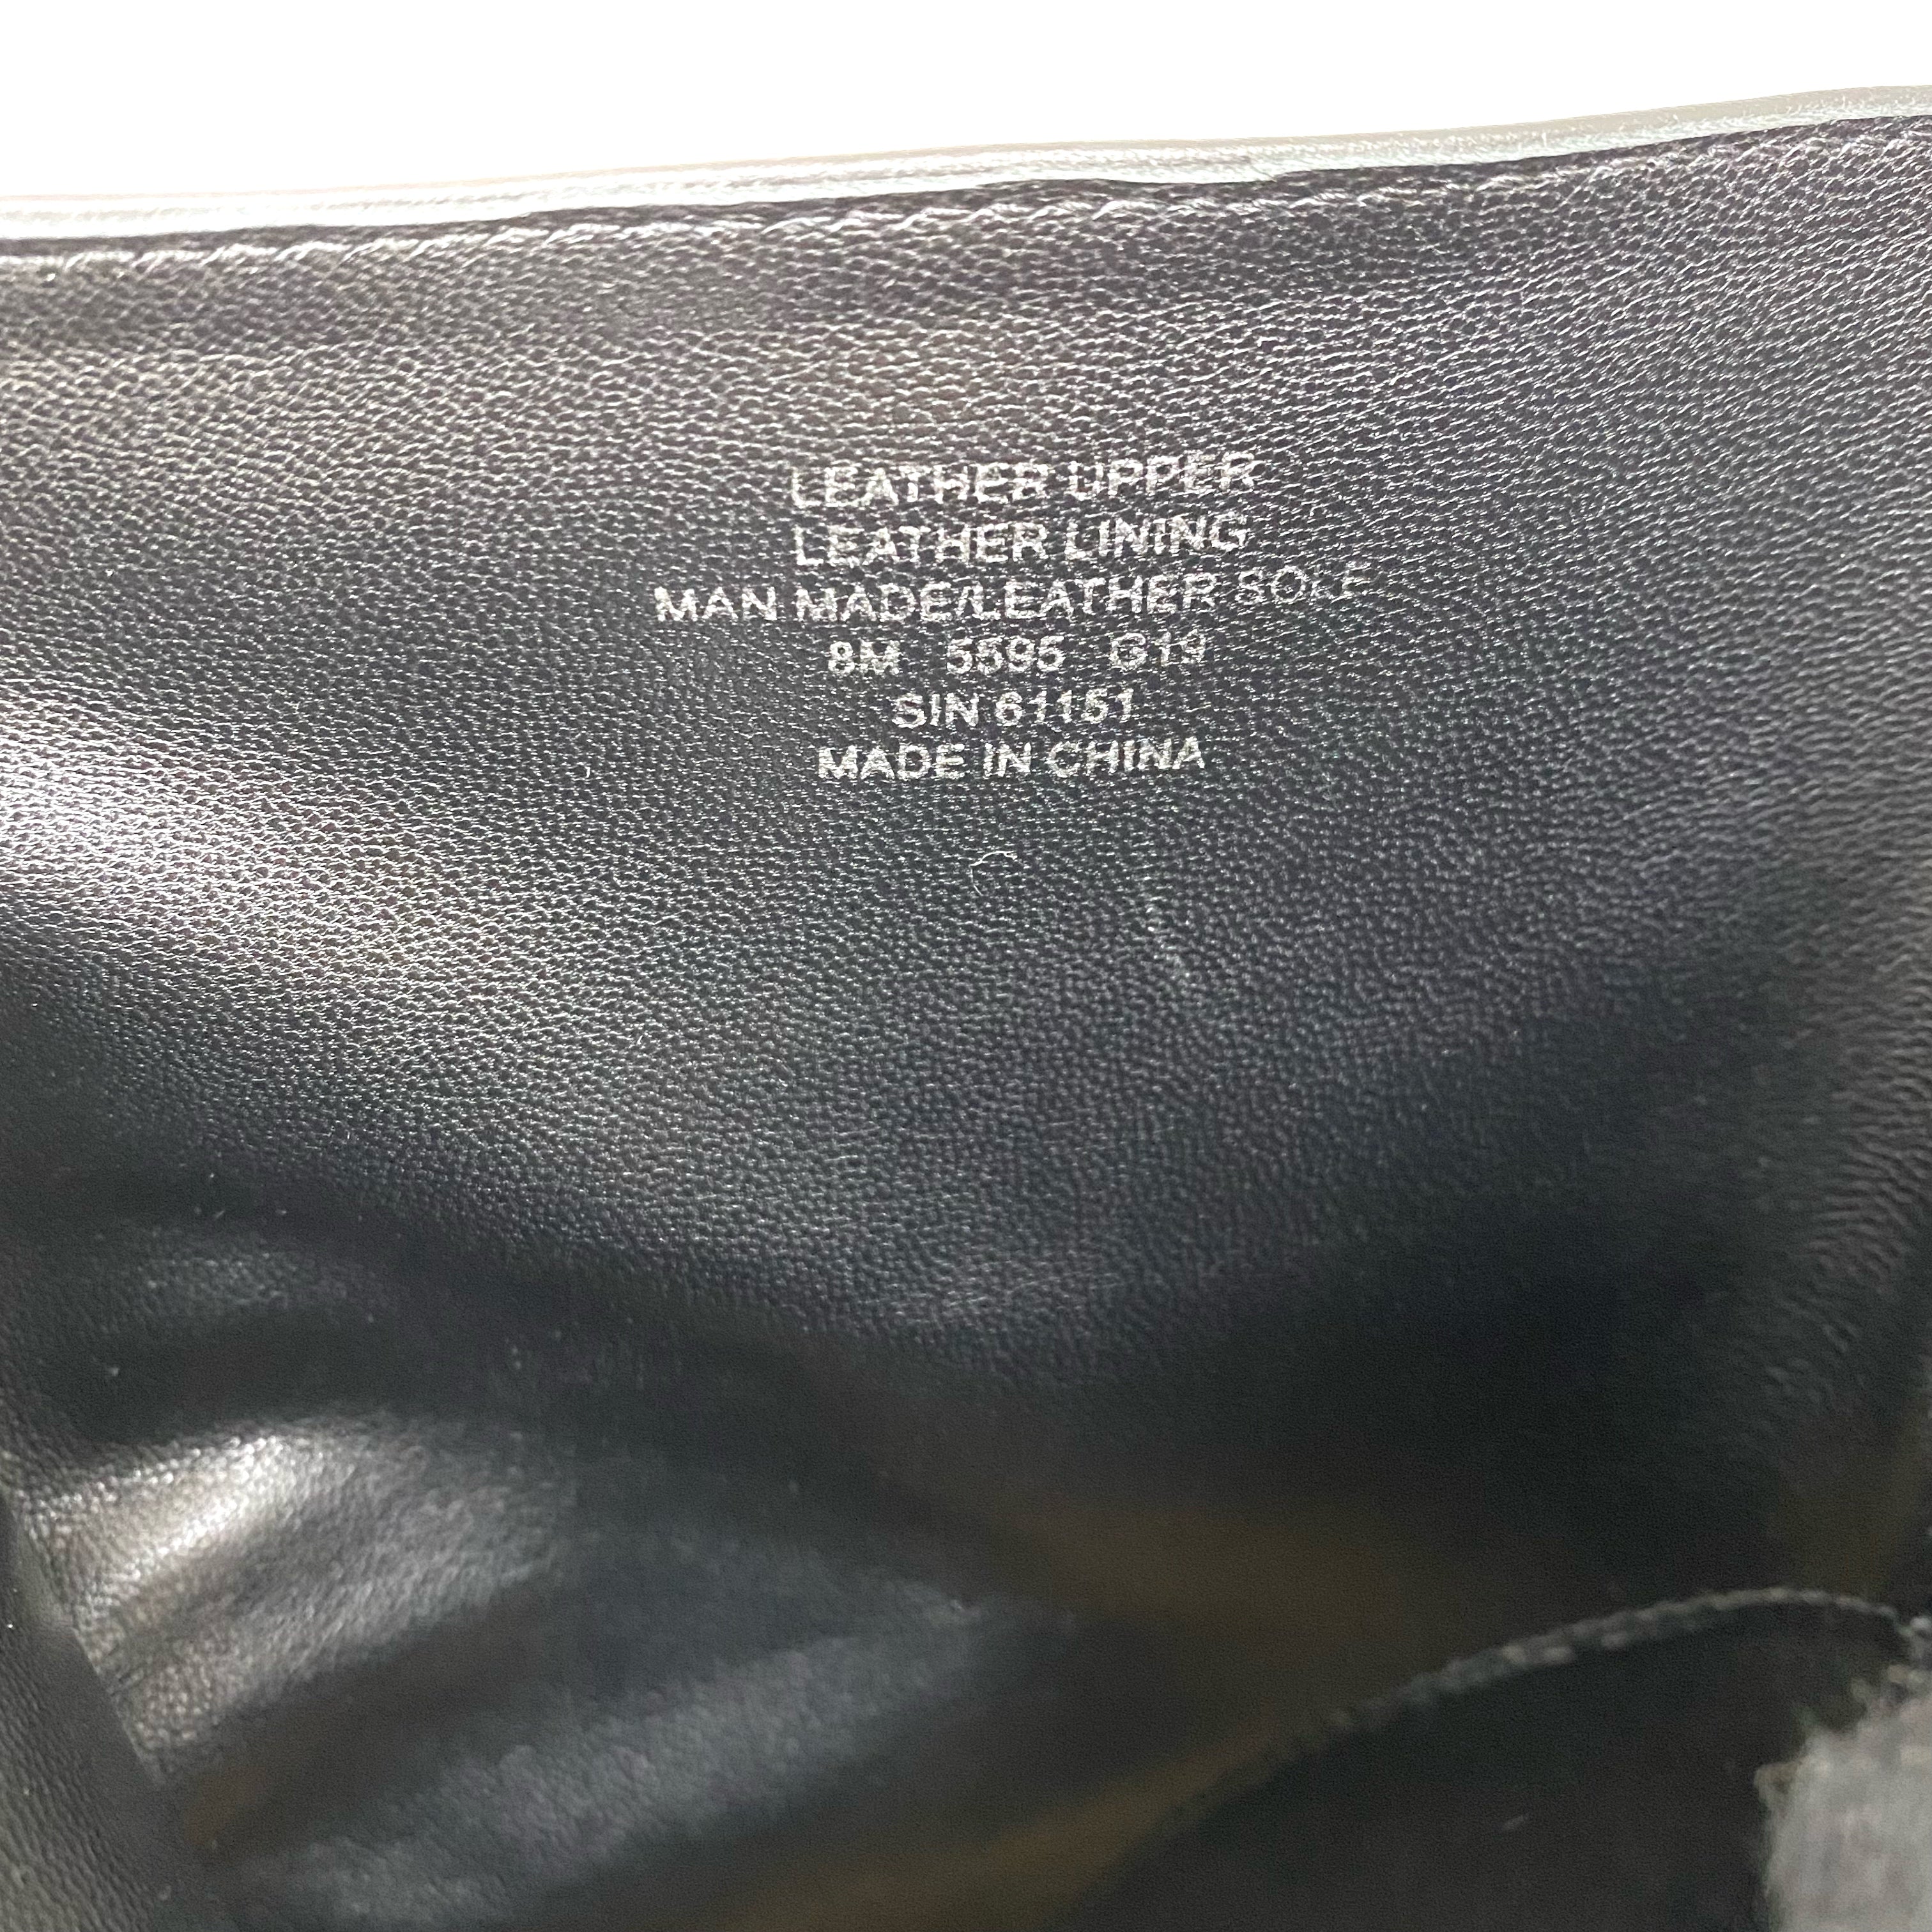 LEATHER UPPER
LEATHER LINING
MAN MADE/LEATHER SOLE
8M 5595 G19
SIN 61151
MADE IN CHINA